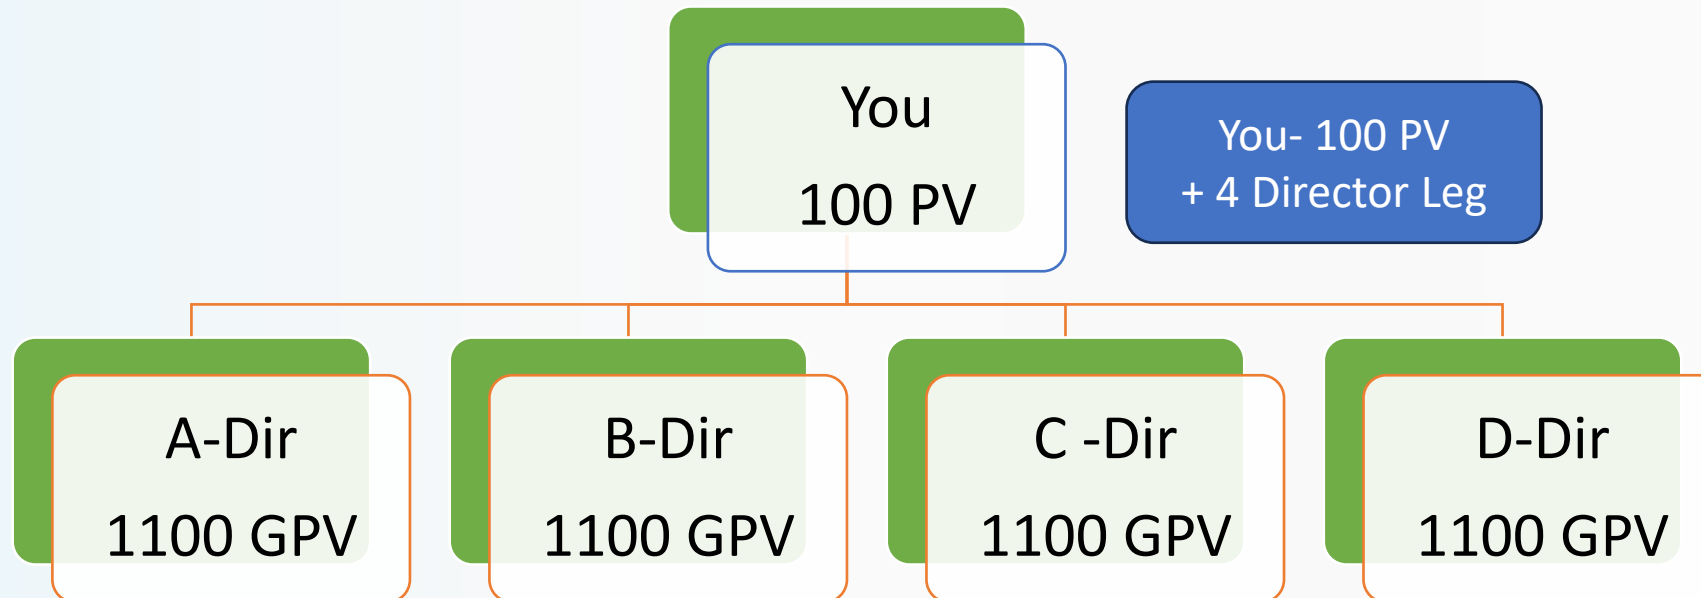 You
100 PV
You- 100 PV
+ 4 Director Leg
A-Dir
1100 GPV
B-Dir
1100 GPV
C -Dir
1100 GPV
D-Dir
1100 GPV